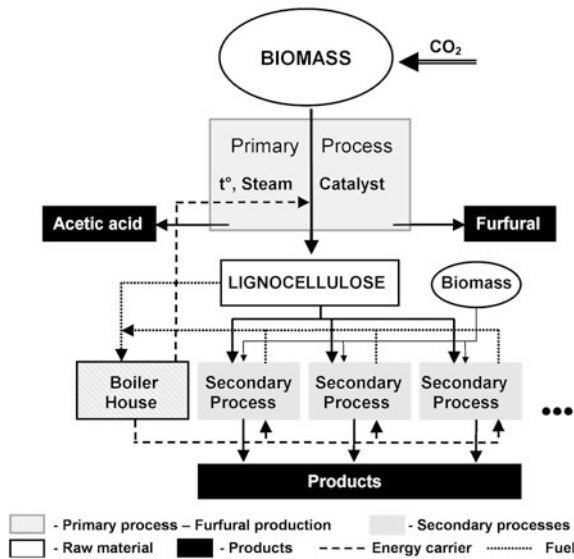 CO₂
BIOMASS
Primary Process
t°, Steam Catalyst
Acetic acid
Furfural
LIGNOCELLULOSE
Biomass
Boiler
House
Secondary
Process
Secondary
Process
Secondary
Process
•••
Products
- Primary process – Furfural production
- Secondary processes
- Raw material
- Products
- Energy carrier
- Fuel